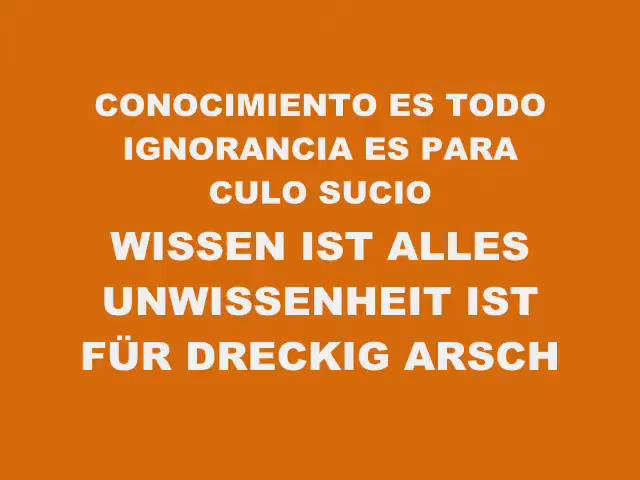 CONOCIMIENTO ES TODO
IGNORANCIA ES PARA
CULO SUCIO
WISSEN IST ALLES
UNWISSENHEIT IST
FÜR DRECKIG ARSCH